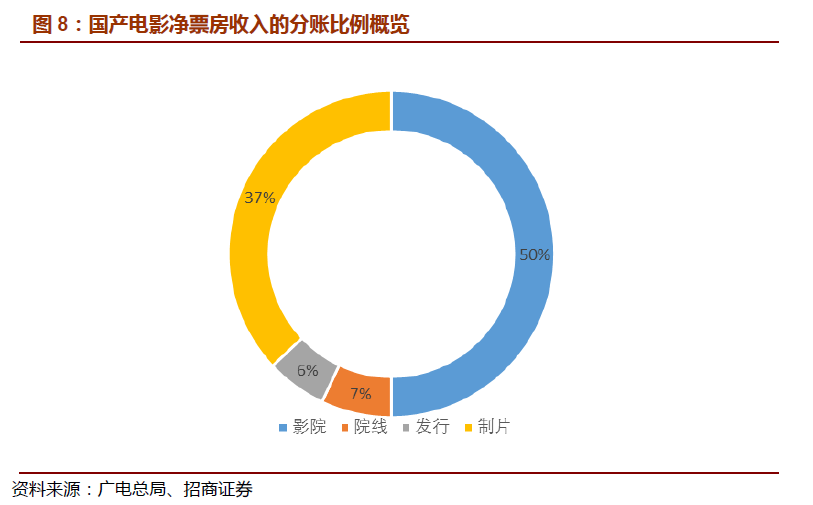 图 8：国产电影净票房收入的分账比例概览
37%
50%
6%
7%
影院 院线 发行 制片
资料来源：广电总局、招商证券